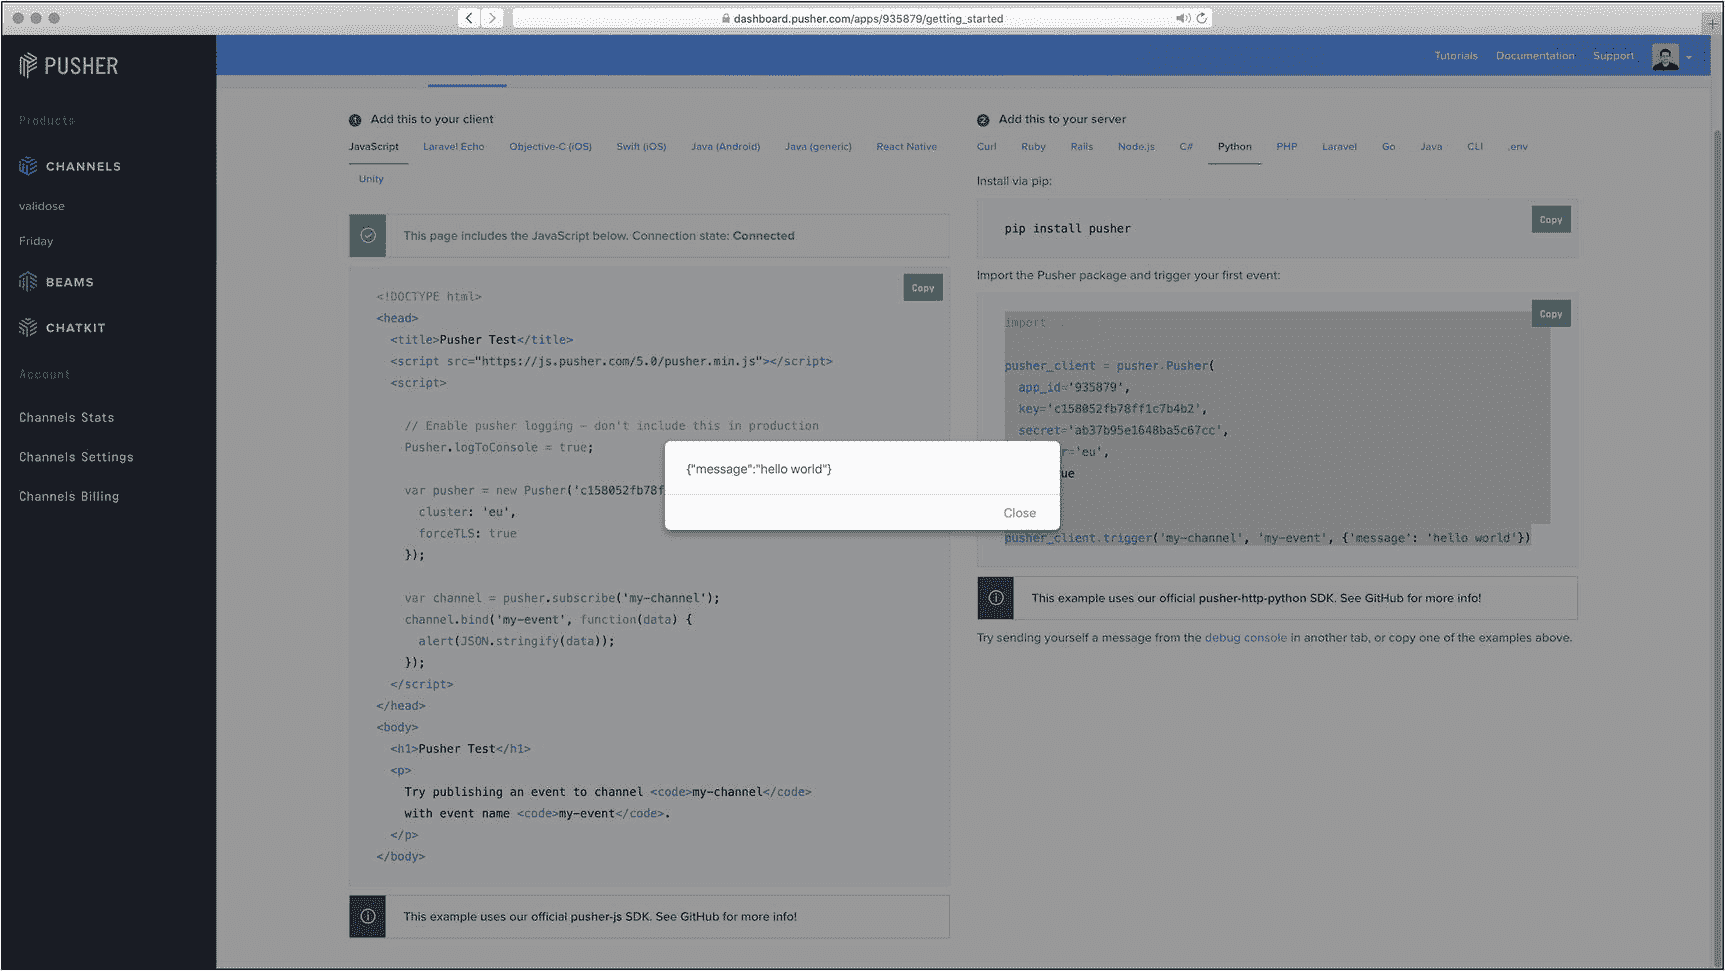 dashboard.pusher.com/apps/935879/getting_started
PUSHER
Tutorials
Documentation
Support
Products
CHANNELS
validose
Friday
BEAMS
CHATKIT
Account
Channels Stats
Channels Settings
Channels Billing
1 Add this to your client
JavaScript Laravel Echo Objective-C (iOS) Swift (iOS) Java (Android) Java (generic) React Native
Unity
This page includes the JavaScript below. Connection state: Connected
Copy
<!DOCTYPE html>
<head>
<title>Pusher Test</title>
<script src="https://js.pusher.com/5.0/pusher.min.js"></script>
<script>
// Enable pusher logging - don't include this in production
Pusher.logToConsole = true;
var pusher = new Pusher('c158052fb78f
cluster: 'eu',
forceTLS: true
});
var channel = pusher.subscribe('my-channel');
channel.bind('my-event', function(data) {
alert(JSON.stringify(data));
});
</script>
</head>
<body>
<h1>Pusher Test</h1>
<p>
Try publishing an event to channel <code>my-channel</code>
with event name <code>my-event</code>.
</p>
</body>
This example uses our official pusher-js SDK. See GitHub for more info!
2 Add this to your server
Curl Ruby Rails Node.js C# Python PHP Laravel Go Java CLI .env
Install via pip:
pip install pusher
Copy
Import the Pusher package and trigger your first event:
Copy
import
pusher_client = pusher.Pusher(
app_id='935879',
key='c158052fb78ff1c7b4b2',
secret='ab37b95e1648ba5c67cc',
r='eu',
ue
pusher_client.trigger('my-channel', 'my-event', {'message': 'hello world'})
This example uses our official pusher-http-python SDK. See GitHub for more info!
Try sending yourself a message from the debug console in another tab, or copy one of the examples above.
{"message":"hello world"}
Close